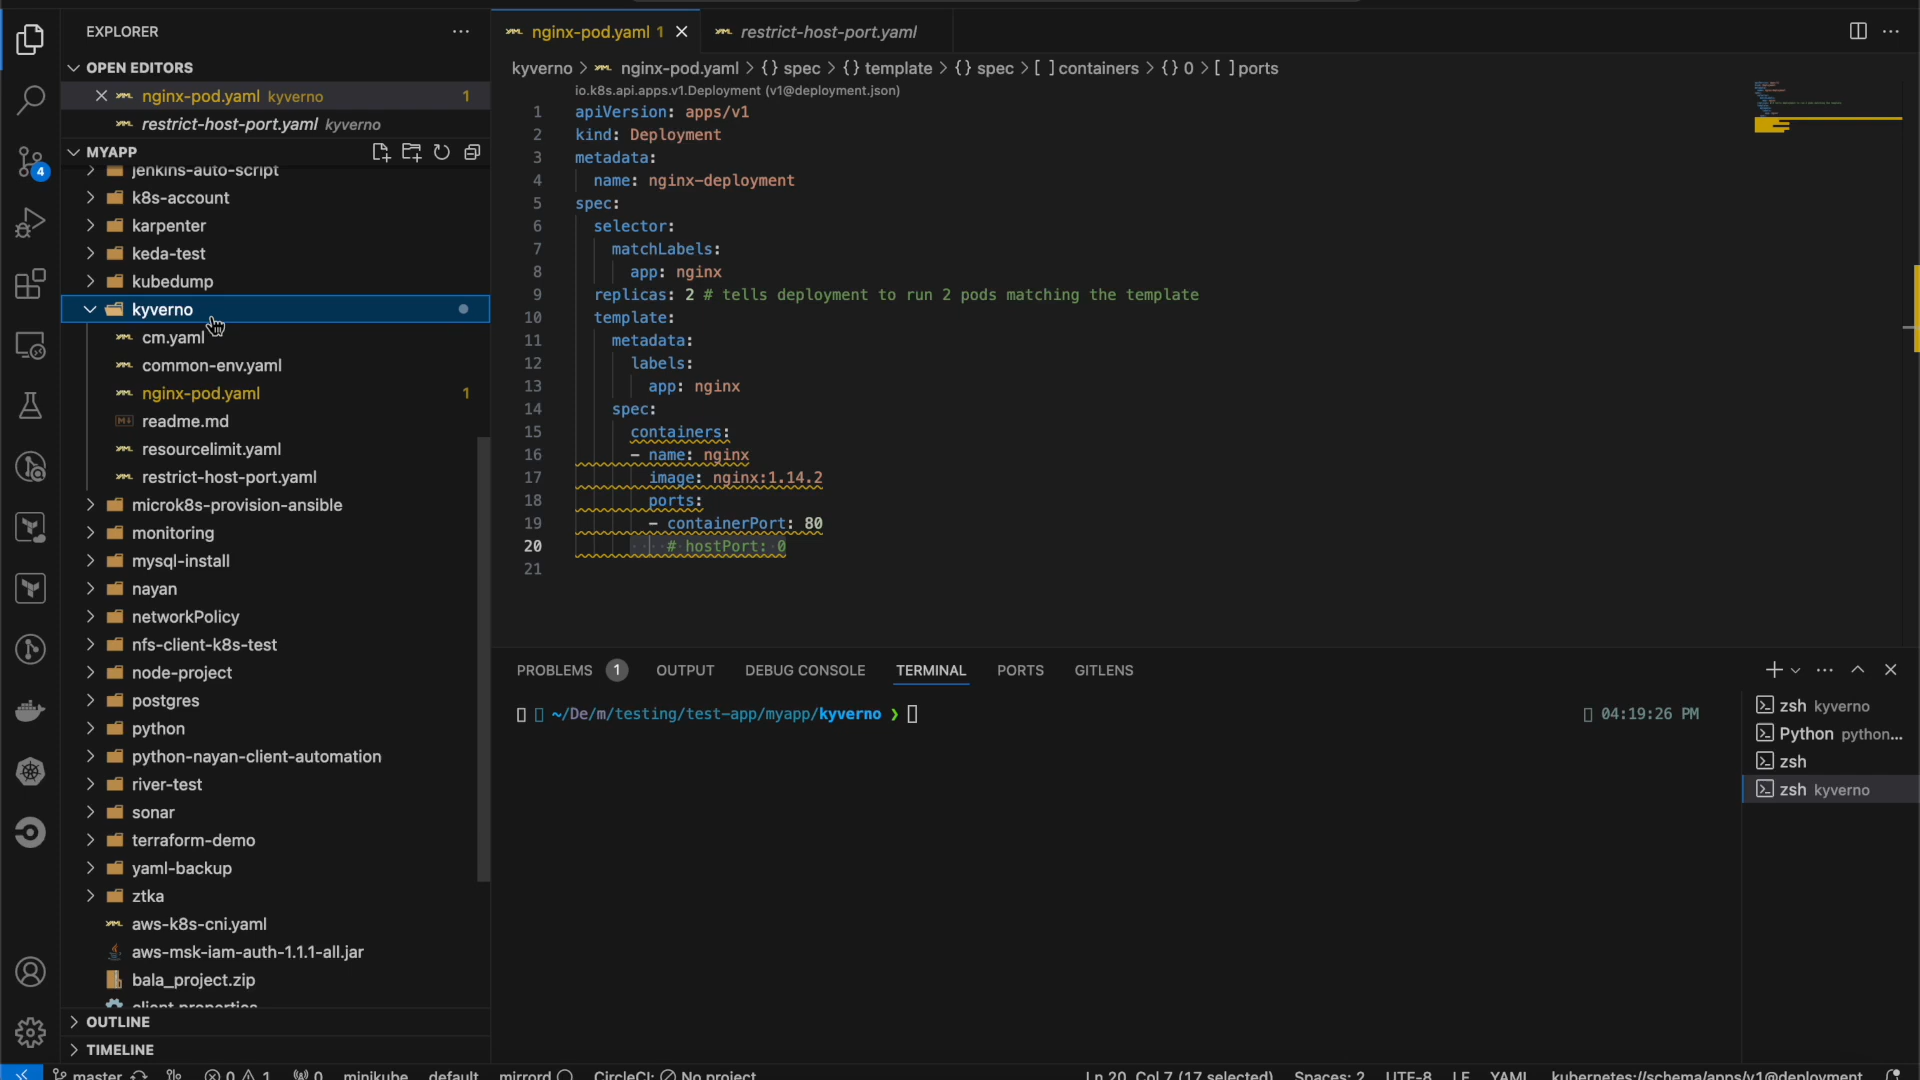 EXPLORER
OPEN EDITORS
nginx-pod.yaml kyverno 1
restrict-host-port.yaml kyverno
MYAPP
jenkins-auto-script
k8s-account
karpenter
keda-test
kubedump
kyverno
cm.yaml
common-env.yaml
nginx-pod.yaml 1
readme.md
resourcelimit.yaml
restrict-host-port.yaml
microk8s-provision-ansible
monitoring
mysql-install
nayan
networkPolicy
nfs-client-k8s-test
node-project
postgres
python
python-nayan-client-automation
river-test
sonar
terraform-demo
yaml-backup
ztka
aws-k8s-cni.yaml
aws-msk-iam-auth-1.1.1-all.jar
bala_project.zip
client.properties
OUTLINE
TIMELINE
4
nginx-pod.yaml 1
restrict-host-port.yaml
kyverno > nginx-pod.yaml > {} spec > {} template > {} spec > [ ] containers > {} 0 > [ ] ports
io.k8s.api.apps.v1.Deployment (v1@deployment.json)
1 apiVersion: apps/v1
2 kind: Deployment
3 metadata:
4 name: nginx-deployment
5 spec:
6 selector:
7 matchLabels:
8 app: nginx
9 replicas: 2 # tells deployment to run 2 pods matching the template
10 template:
11 metadata:
12 labels:
13 app: nginx
14 spec:
15 containers:
16 - name: nginx
17 image: nginx:1.14.2
18 ports:
19 - containerPort: 80
20 # hostPort: 0
21
PROBLEMS 1 OUTPUT DEBUG CONSOLE TERMINAL PORTS GITLENS
~/De/m/testing/test-app/myapp/kyverno ❯
04:19:26 PM
zsh kyverno
Python python...
zsh
zsh kyverno
master 0 1 0 minikube default mirrord CircleCI: No project
Ln 20, Col 7 (17 selected) Spaces: 2 UTF-8 LF YAML kubernetes://schema/apps/v1@deployment